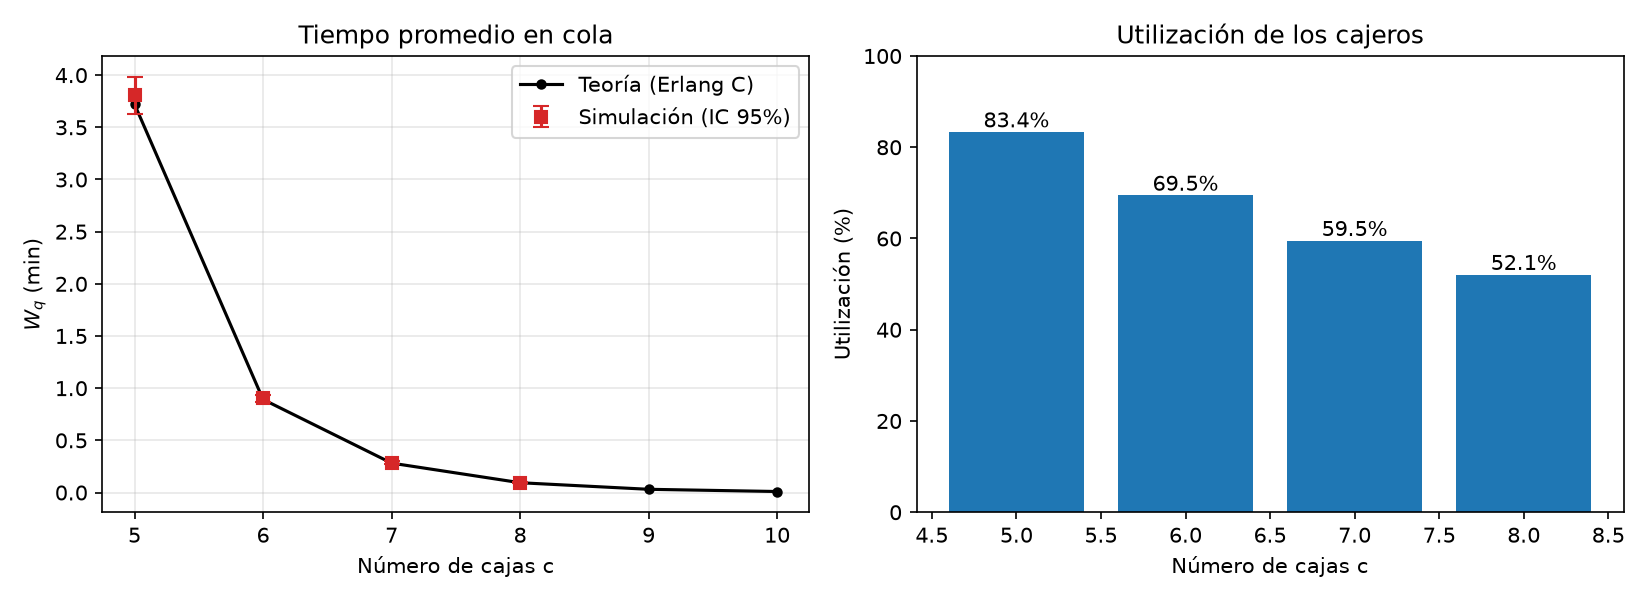 Tiempo promedio en cola
4.0
3.5
3.0
2.5
2.0
1.5
1.0
0.5
0.0
W_q (min)
Teoría (Erlang C)
Simulación (IC 95%)
5 6 7 8 9 10
Número de cajas c
Utilización de los cajeros
100
80
60
40
20
0
Utilización (%)
83.4%
69.5%
59.5%
52.1%
4.5 5.0 5.5 6.0 6.5 7.0 7.5 8.0 8.5
Número de cajas c